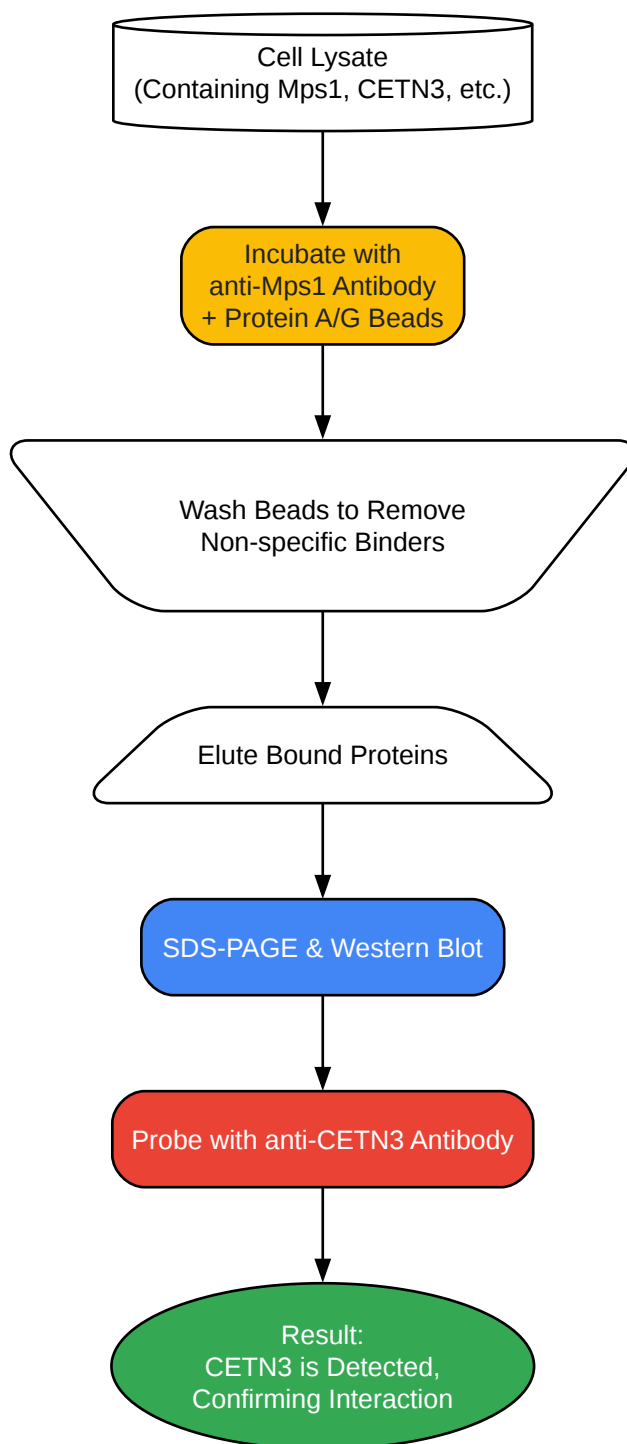 Cell Lysate
(Containing Mps1, CETN3, etc.)
Incubate with
anti-Mps1 Antibody
+ Protein A/G Beads
Wash Beads to Remove
Non-specific Binders
Elute Bound Proteins
SDS-PAGE & Western Blot
Probe with anti-CETN3 Antibody
Result:
CETN3 is Detected,
Confirming Interaction